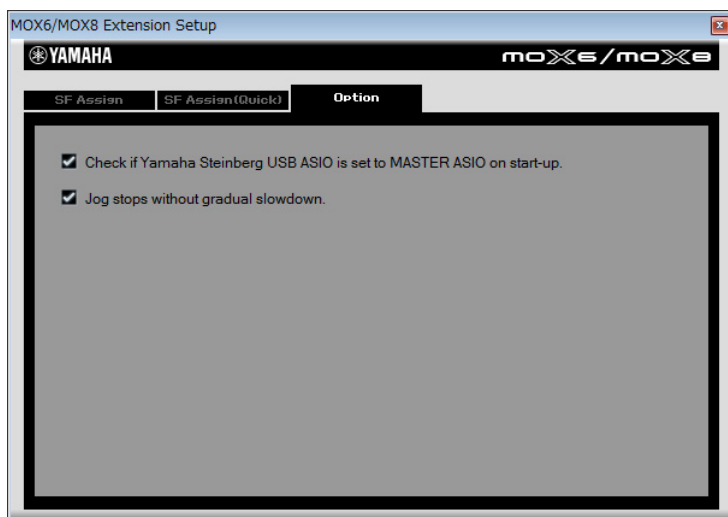 MOX6/MOX8 Extension Setup
YAMAHA
moX6/moX8
SF Assign
SF Assign(Quick)
Option
Check if Yamaha Steinberg USB ASIO is set to MASTER ASIO on start-up.
Jog stops without gradual slowdown.